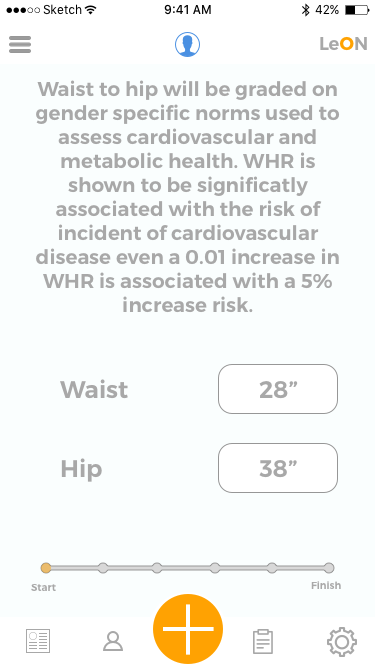 Sketch 9:41 AM 42%
LeON
Waist to hip will be graded on
gender specific norms used to
assess cardiovascular and
metabolic health. WHR is
shown to be significatly
associated with the risk of
incident of cardiovascular
disease even a 0.01 increase in
WHR is associated with a 5%
increase risk.
Waist 28”
Hip 38”
Start Finish